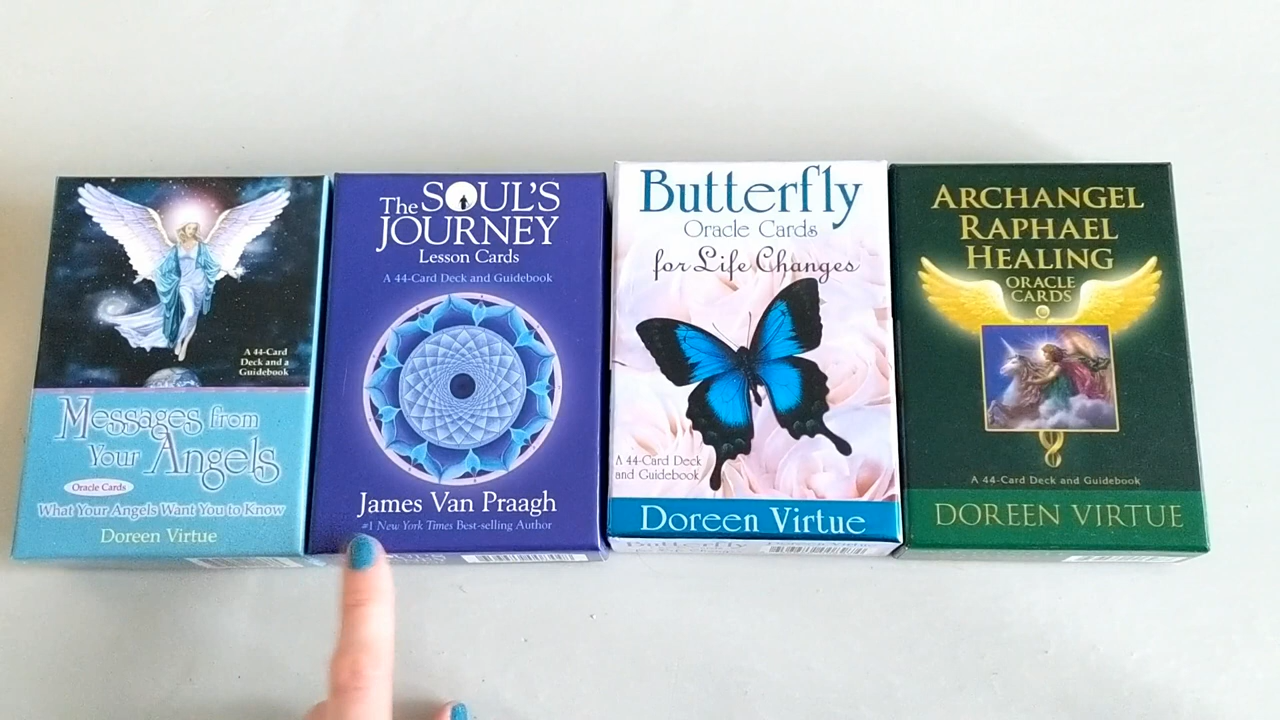 A 44-Card
Deck and a
Guidebook
Messages from
Your Angels
Oracle Cards
What Your Angels Want You to Know
Doreen Virtue
The SOUL'S
JOURNEY
Lesson Cards
A 44-Card Deck and Guidebook
James Van Praagh
#1 New York Times Best-selling Author
Butterfly
Oracle Cards
for Life Changes
A 44-Card Deck
and Guidebook
Doreen Virtue
Butterfly
Doreen Virtue
ARCHANGEL
RAPHAEL
HEALING
ORACLE
CARDS
A 44-Card Deck and Guidebook
DOREEN VIRTUE